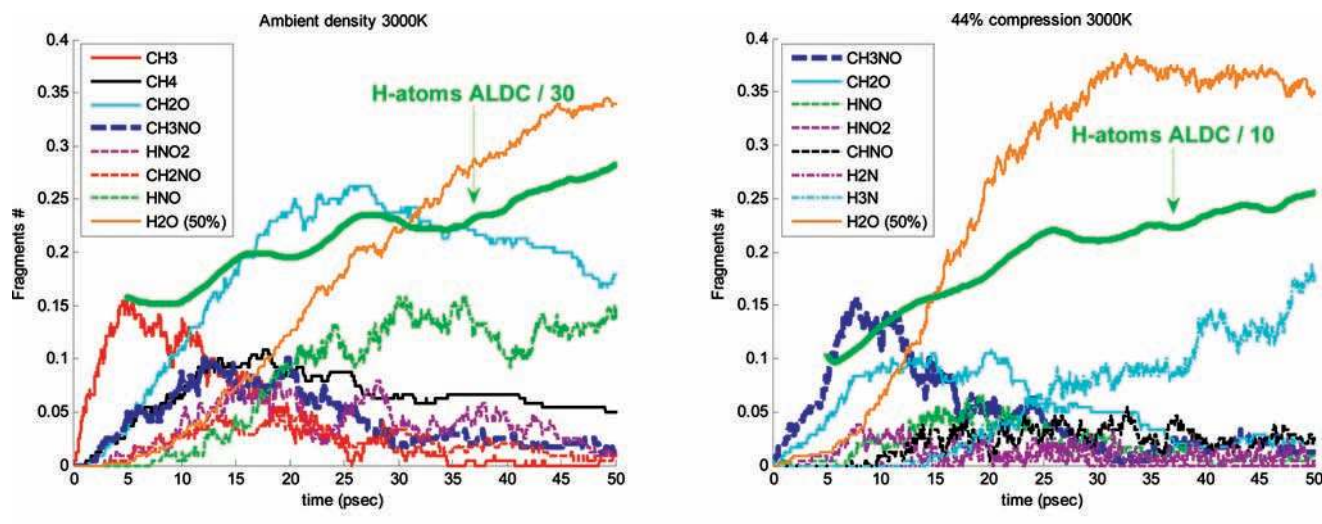 Ambient density 3000K
0.4
0.35
0.3
0.25
0.2
0.15
0.1
0.05
0
Fragments #
CH3
CH4
CH2O
CH3NO
HNO2
CH2NO
HNO
H2O (50%)
H-atoms ALDC / 30
0 5 10 15 20 25 30 35 40 45 50
time (psec)
44% compression 3000K
0.4
0.35
0.3
0.25
0.2
0.15
0.1
0.05
0
Fragments #
CH3NO
CH2O
HNO
HNO2
CHNO
H2N
H3N
H2O (50%)
H-atoms ALDC / 10
0 5 10 15 20 25 30 35 40 45 50
time (psec)